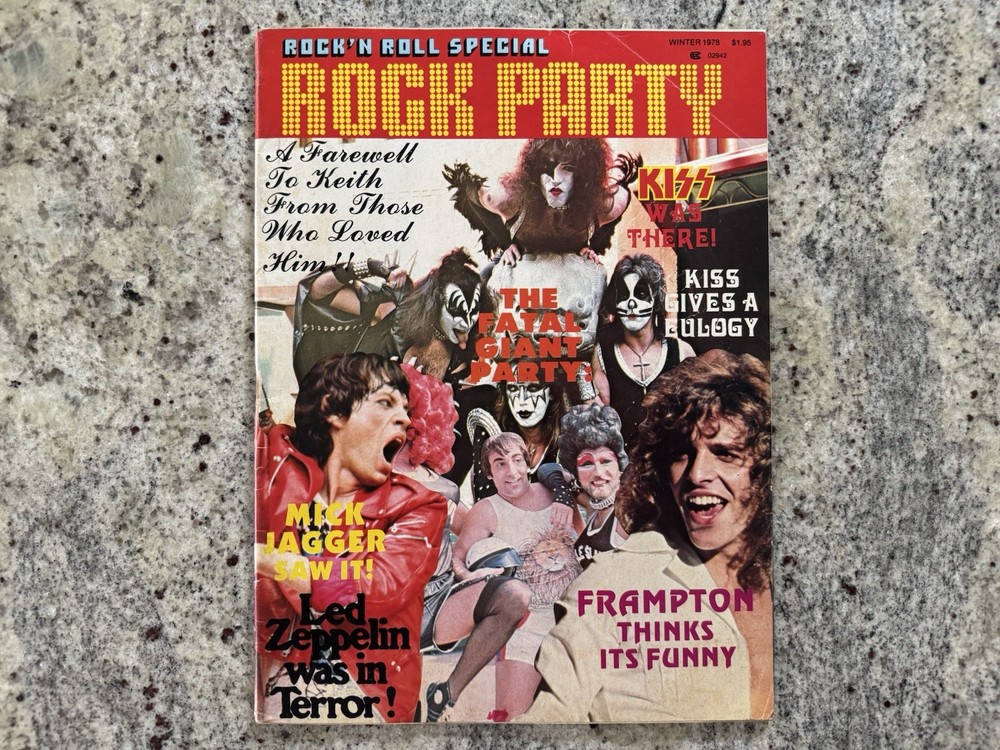 ROCK'N ROLL SPECIAL
WINTER 1978 $1.95
02942
ROCK PARTY
A Farewell
To Keith
From Those
Who Loved
Him!!
KISS
WAS
THERE!
KISS
GIVES A
EULOGY
THE
FATAL
GIANT
PARTY:
MICK
JAGGER
SAW IT!
Led
Zeppelin
was in
Terror!
FRAMPTON
THINKS
ITS FUNNY